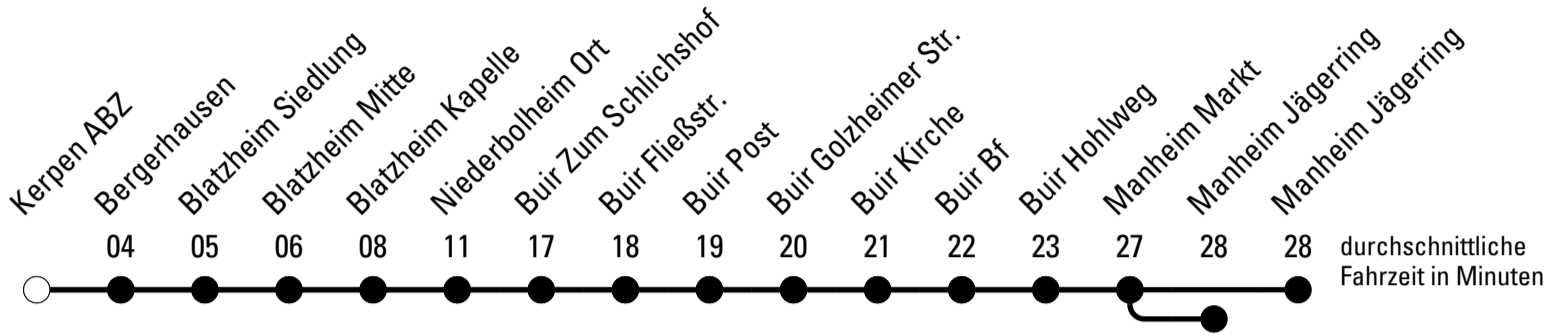 Kerpen ABZ
Bergerhausen
Blatzheim Siedlung
Blatzheim Mitte
Blatzheim Kapelle
Niederbolheim Ort
Buir Zum Schlichshof
Buir Fließstr.
Buir Post
Buir Golzheimer Str.
Buir Kirche
Buir Bf
Buir Hohlweg
Manheim Markt
Manheim Jägerring
Manheim Jägerring
04 05 06 08 11 17 18 19 20 21 22 23 27 28 28
durchschnittliche
Fahrzeit in Minuten